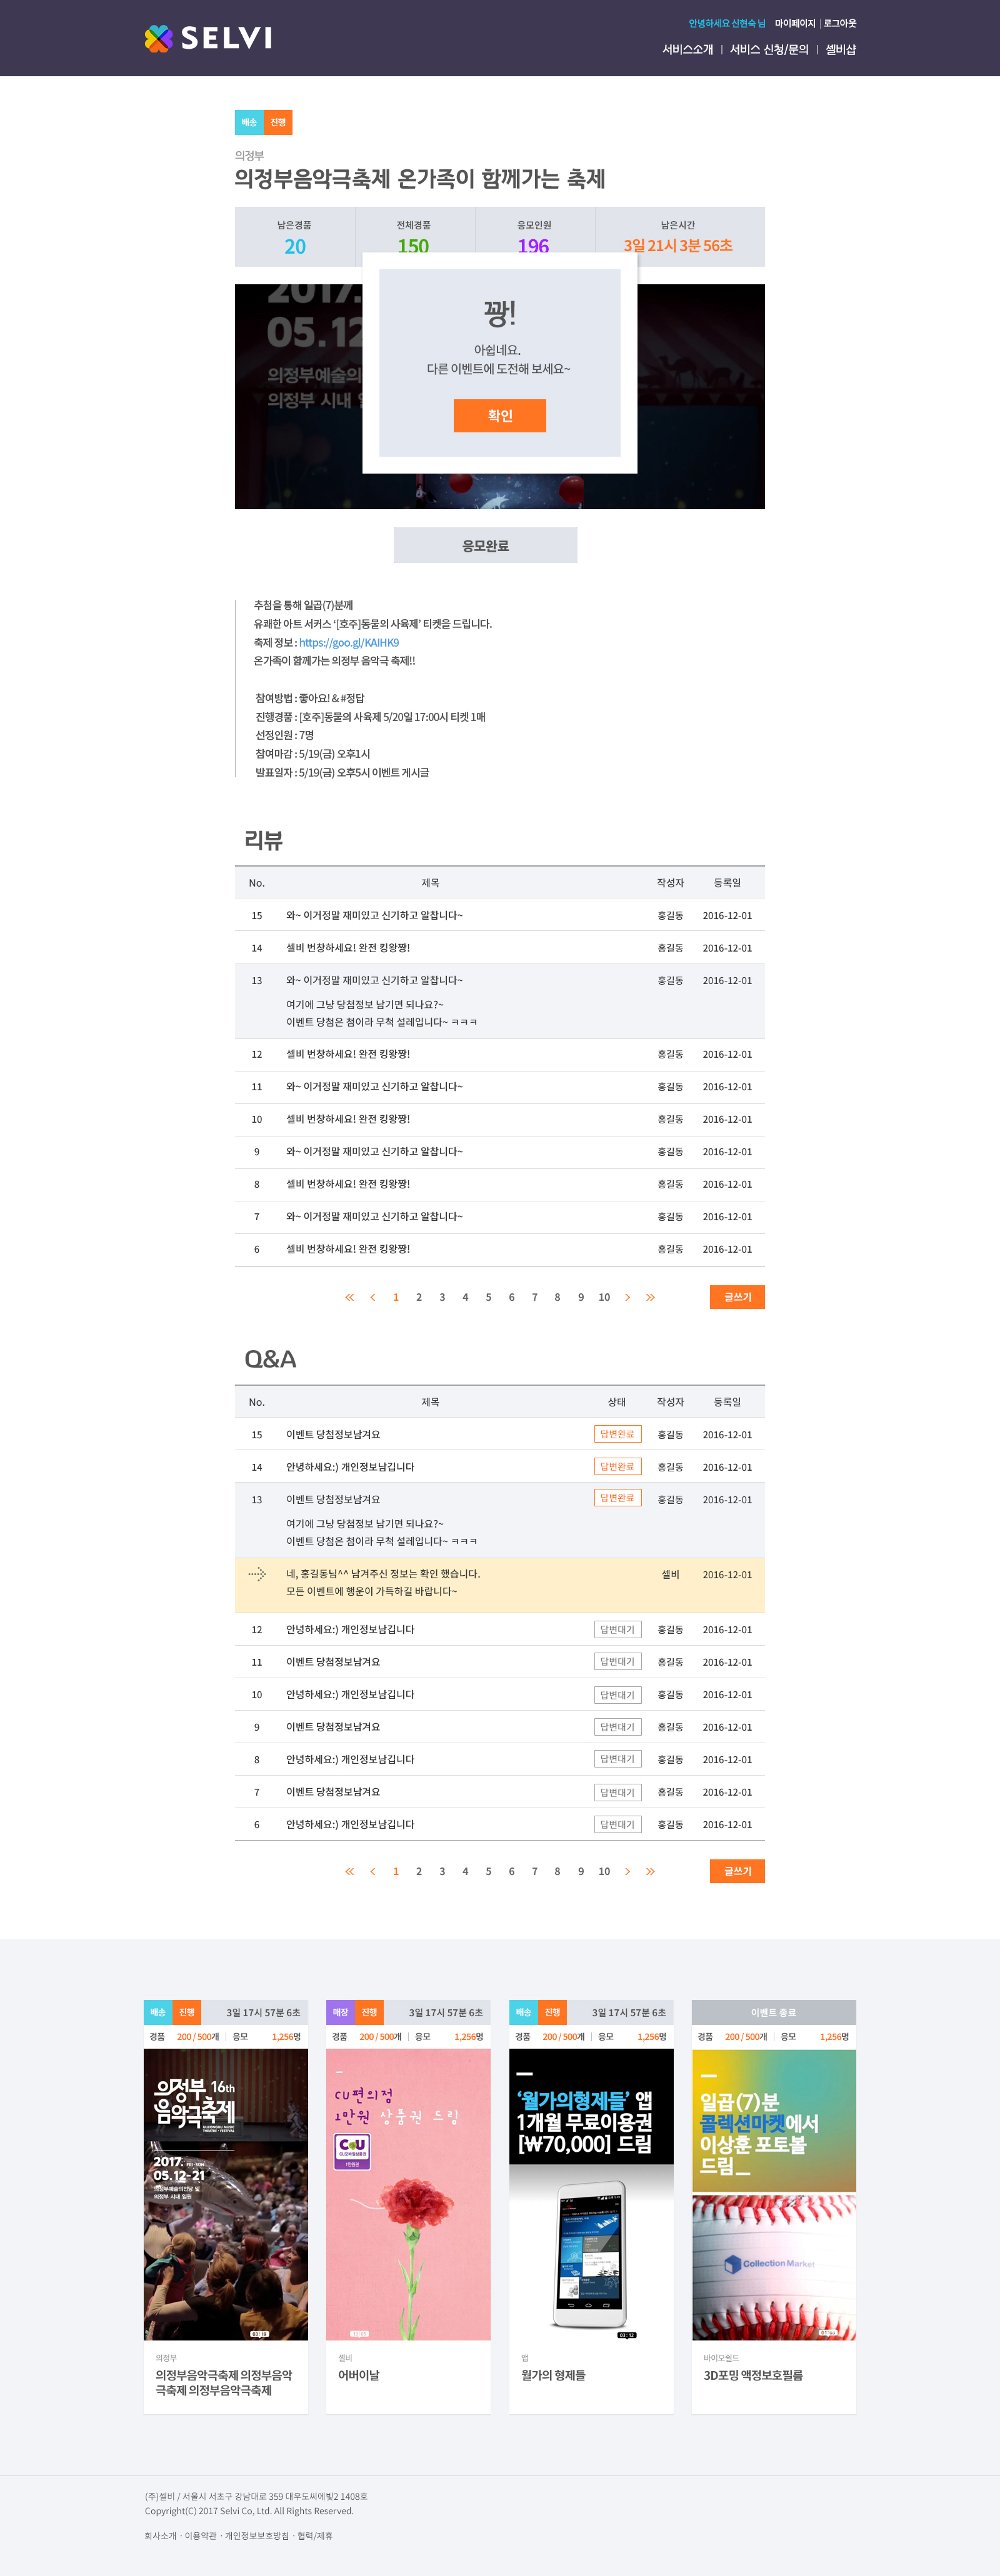 SELVI
안녕하세요 신현숙 님 마이페이지 | 로그아웃
서비스소개 | 서비스 신청/문의 | 셀비샵
배송 진행
의정부
의정부음악극축제 온가족이 함께가는 축제
남은경품 전체경품 응모인원 남은시간
20 150 196 3일 21시 3분 56초
2017.
05.12
의정부예술의
의정부 시내 일
꽝!
아쉽네요.
다른 이벤트에 도전해 보세요~
확인
응모완료
추첨을 통해 일곱(7)분께
유쾌한 아트 서커스 '[호주]동물의 사육제' 티켓을 드립니다.
축제 정보 : https://goo.gl/KAIHK9
온가족이 함께가는 의정부 음악극 축제!!
참여방법 : 좋아요! & #정답
진행경품 : [호주]동물의 사육제 5/20일 17:00시 티켓 1매
선정인원 : 7명
참여마감 : 5/19(금) 오후1시
발표일자 : 5/19(금) 오후5시 이벤트 게시글
리뷰
No. 제목 작성자 등록일
15 와~ 이거정말 재미있고 신기하고 알찹니다~ 홍길동 2016-12-01
14 셀비 번창하세요! 완전 킹왕짱! 홍길동 2016-12-01
13 와~ 이거정말 재미있고 신기하고 알찹니다~ 홍길동 2016-12-01
여기에 그냥 당첨정보 남기면 되나요?~
이벤트 당첨은 첨이라 무척 설레입니다~ ㅋㅋㅋ
12 셀비 번창하세요! 완전 킹왕짱! 홍길동 2016-12-01
11 와~ 이거정말 재미있고 신기하고 알찹니다~ 홍길동 2016-12-01
10 셀비 번창하세요! 완전 킹왕짱! 홍길동 2016-12-01
9 와~ 이거정말 재미있고 신기하고 알찹니다~ 홍길동 2016-12-01
8 셀비 번창하세요! 완전 킹왕짱! 홍길동 2016-12-01
7 와~ 이거정말 재미있고 신기하고 알찹니다~ 홍길동 2016-12-01
6 셀비 번창하세요! 완전 킹왕짱! 홍길동 2016-12-01
1 2 3 4 5 6 7 8 9 10 글쓰기
Q&A
No. 제목 상태 작성자 등록일
15 이벤트 당첨정보남겨요 답변완료 홍길동 2016-12-01
14 안녕하세요:) 개인정보남깁니다 답변완료 홍길동 2016-12-01
13 이벤트 당첨정보남겨요 답변완료 홍길동 2016-12-01
여기에 그냥 당첨정보 남기면 되나요?~
이벤트 당첨은 첨이라 무척 설레입니다~ ㅋㅋㅋ
네, 홍길동님^^ 남겨주신 정보는 확인 했습니다. 셀비 2016-12-01
모든 이벤트에 행운이 가득하길 바랍니다~
12 안녕하세요:) 개인정보남깁니다 답변대기 홍길동 2016-12-01
11 이벤트 당첨정보남겨요 답변대기 홍길동 2016-12-01
10 안녕하세요:) 개인정보남깁니다 답변대기 홍길동 2016-12-01
9 이벤트 당첨정보남겨요 답변대기 홍길동 2016-12-01
8 안녕하세요:) 개인정보남깁니다 답변대기 홍길동 2016-12-01
7 이벤트 당첨정보남겨요 답변대기 홍길동 2016-12-01
6 안녕하세요:) 개인정보남깁니다 답변대기 홍길동 2016-12-01
1 2 3 4 5 6 7 8 9 10 글쓰기
배송 진행 3일 17시 57분 6초
경품 200 / 500개 | 응모 1,256명
의정부 16th
음악극축제
2017. FRI-SUN
05.12-21
의정부예술의전당 및
의정부 시내 일원
의정부
의정부음악극축제 의정부음악
극축제 의정부음악극축제
매장 진행 3일 17시 57분 6초
경품 200 / 500개 | 응모 1,256명
CU편의점
1만원 상품권 드림
CU
CU모바일상품권
1만원권
셀비
어버이날
배송 진행 3일 17시 57분 6초
경품 200 / 500개 | 응모 1,256명
'월가의형제들' 앱
1개월 무료이용권
[₩70,000] 드림
03:12
앱
월가의 형제들
이벤트 종료
경품 200 / 500개 | 응모 1,256명
일곱(7)분
콜렉션마켓에서
이상훈 포토볼
드림_
Collection Market
바이오쉴드
3D포밍 액정보호필름
(주)셀비 / 서울시 서초구 강남대로 359 대우도씨에빛2 1408호
Copyright(C) 2017 Selvi Co, Ltd. All Rights Reserved.
회사소개 · 이용약관 · 개인정보보호방침 · 협력/제휴